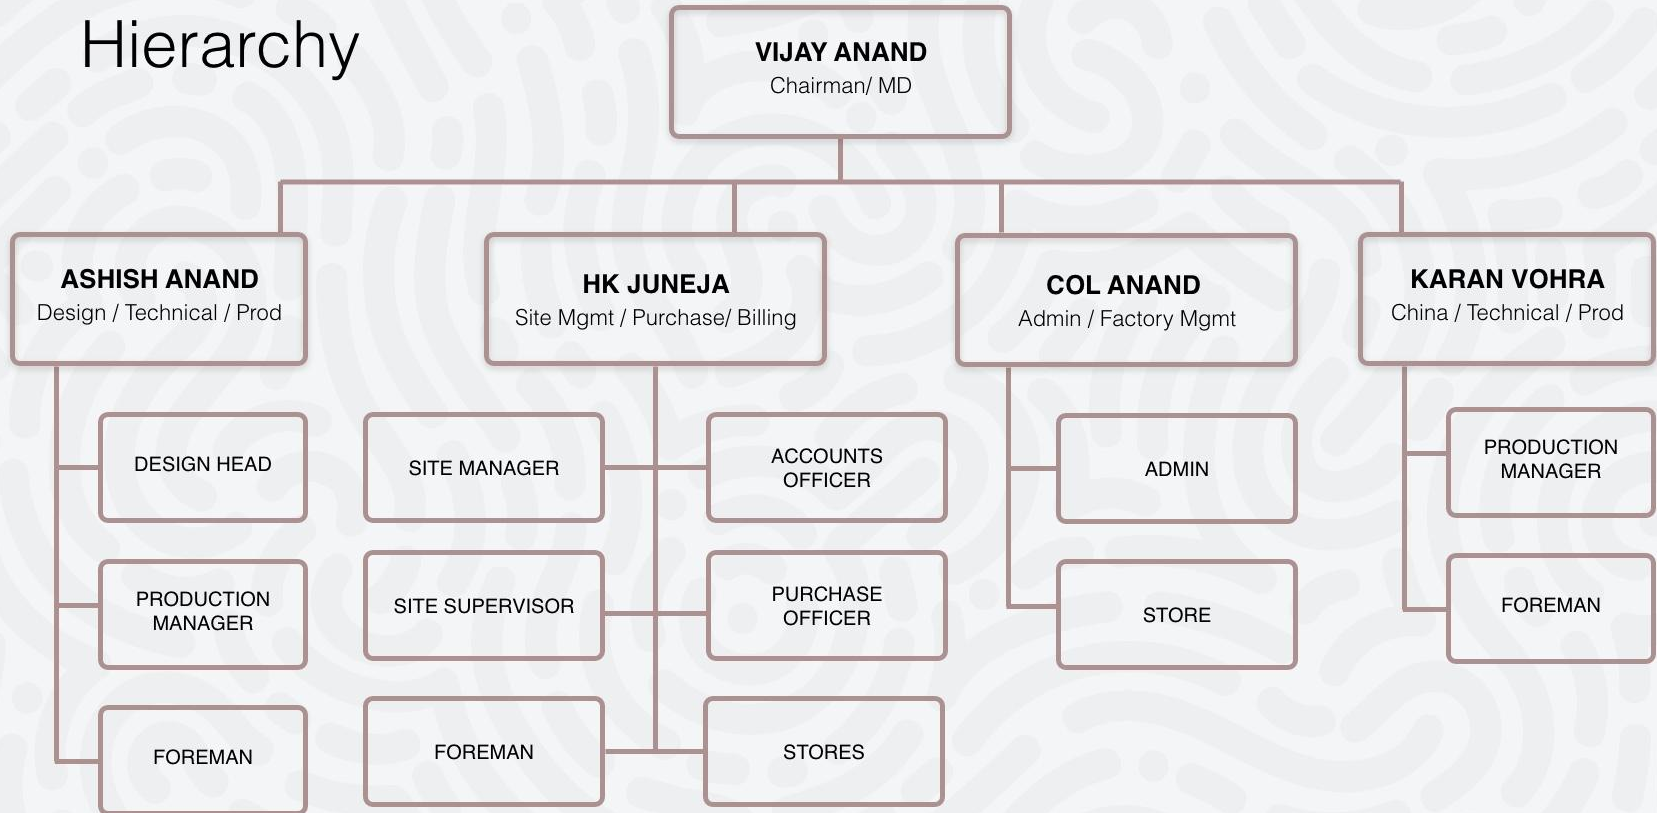 Hierarchy
VIJAY ANAND
Chairman/ MD
ASHISH ANAND
Design / Technical / Prod
HK JUNEJA
Site Mgmt / Purchase/ Billing
COL ANAND
Admin / Factory Mgmt
KARAN VOHRA
China / Technical / Prod
DESIGN HEAD
PRODUCTION
MANAGER
FOREMAN
SITE MANAGER
SITE SUPERVISOR
FOREMAN
ACCOUNTS
OFFICER
PURCHASE
OFFICER
STORES
ADMIN
STORE
PRODUCTION
MANAGER
FOREMAN